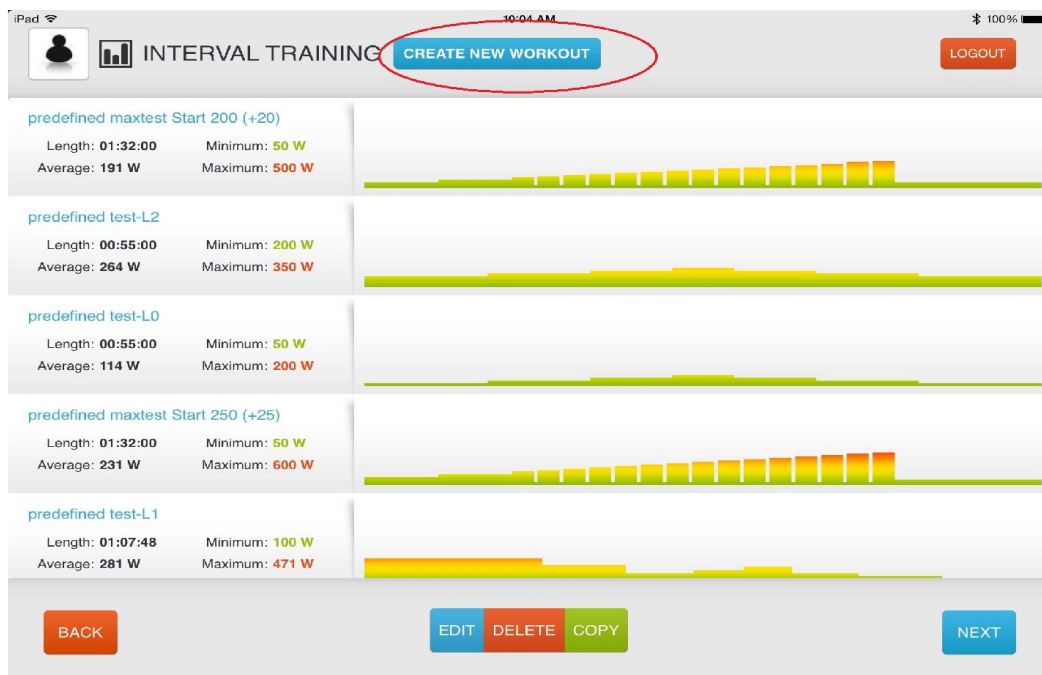 iPad 10:04 AM 100%
INTERVAL TRAINING CREATE NEW WORKOUT LOGOUT
predefined maxtest Start 200 (+20)
Length: 01:32:00 Minimum: 50 W
Average: 191 W Maximum: 500 W
predefined test-L2
Length: 00:55:00 Minimum: 200 W
Average: 264 W Maximum: 350 W
predefined test-L0
Length: 00:55:00 Minimum: 50 W
Average: 114 W Maximum: 200 W
predefined maxtest Start 250 (+25)
Length: 01:32:00 Minimum: 50 W
Average: 231 W Maximum: 600 W
predefined test-L1
Length: 01:07:48 Minimum: 100 W
Average: 281 W Maximum: 471 W
BACK EDIT DELETE COPY NEXT